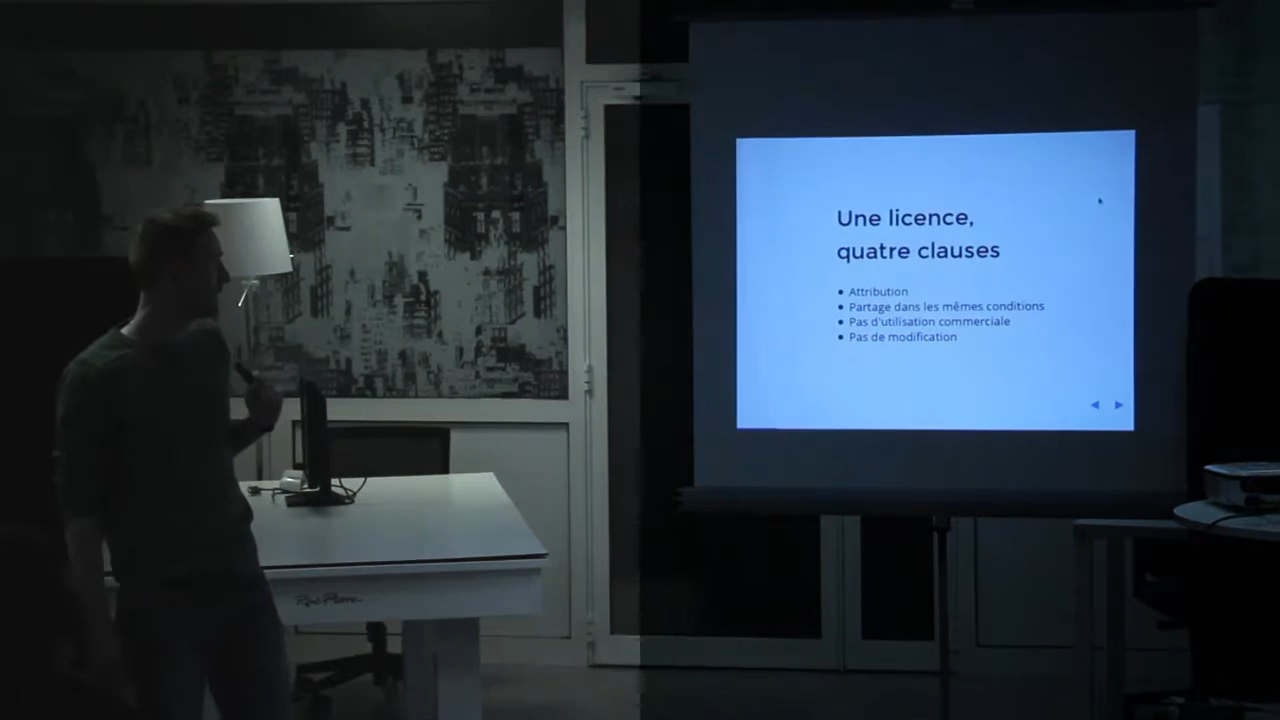 Une licence,
quatre clauses
Attribution
Partage dans les mêmes conditions
Pas d'utilisation commerciale
Pas de modification